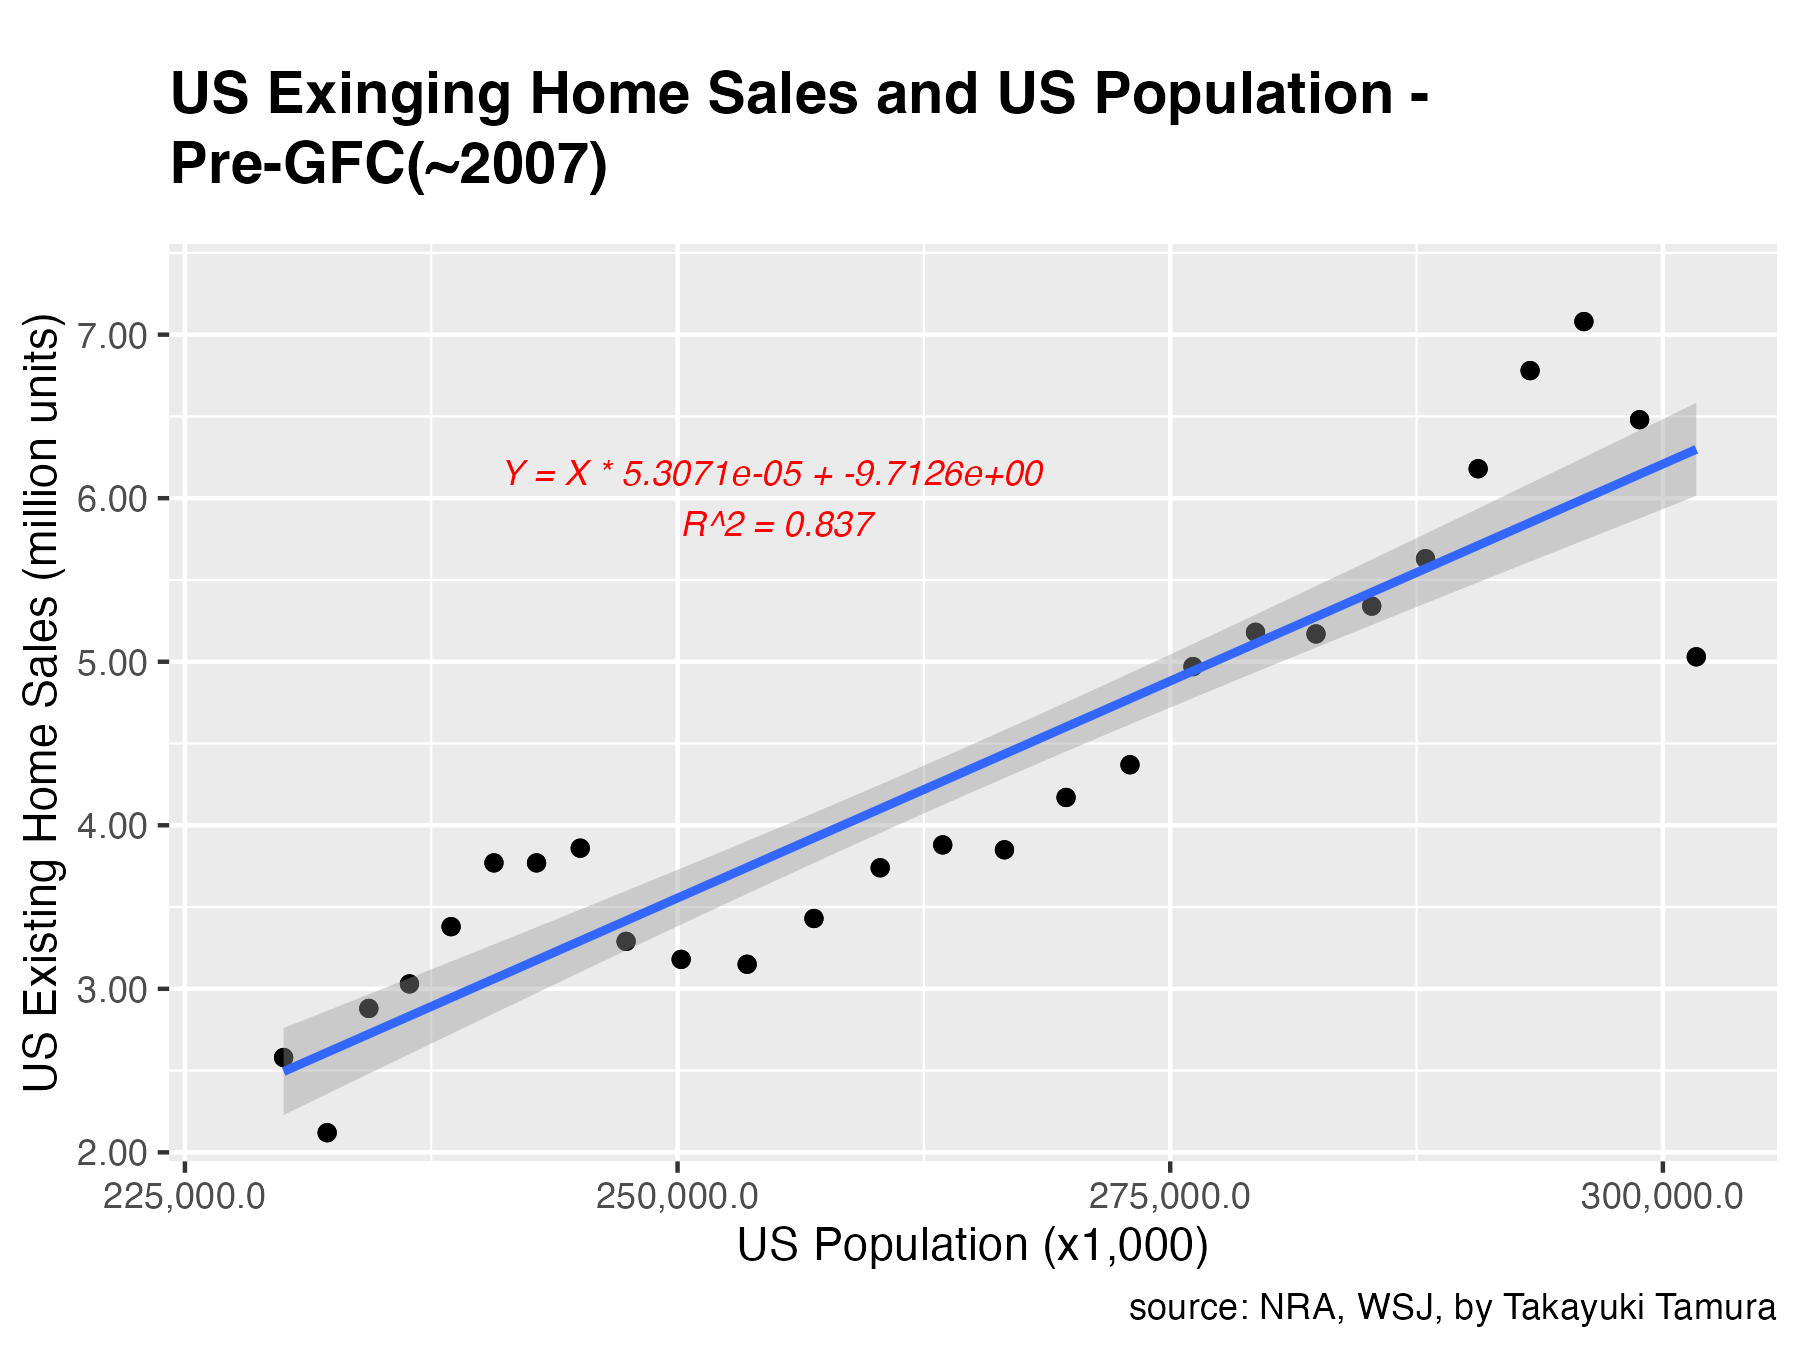 US Exinging Home Sales and US Population -
Pre-GFC(~2007)
US Existing Home Sales (million units)
7.00
6.00
5.00
4.00
3.00
2.00
Y = X * 5.3071e-05 + -9.7126e+00
R^2 = 0.837
225,000.0 250,000.0 275,000.0 300,000.0
US Population (x1,000)
source: NRA, WSJ, by Takayuki Tamura